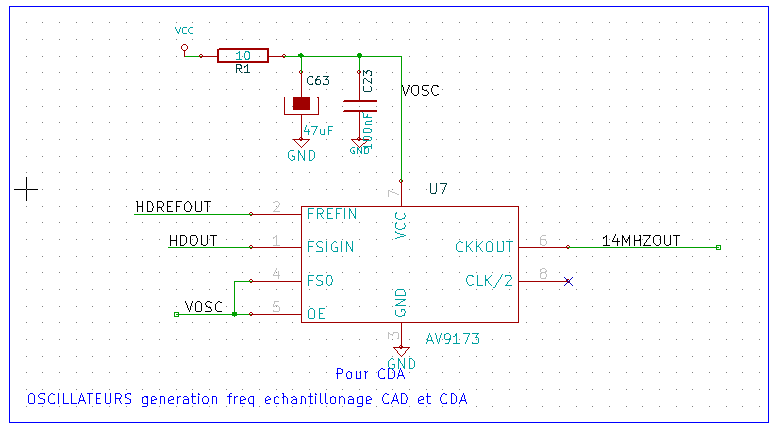 VCC
10
R1
C63
47uF
GND
C23
100nF
GND
VOSC
U7
HDREFOUT
2
FREFIN
7
VCC
HDOUT
1
FSIGIN
CKKOUT
6
14MHZOUT
4
FS0
CLK/2
8
VOSC
5
OE
GND
3
AV9173
GND
Pour CDA
OSCILLATEURS generation freq echantillonage CAD et CDA